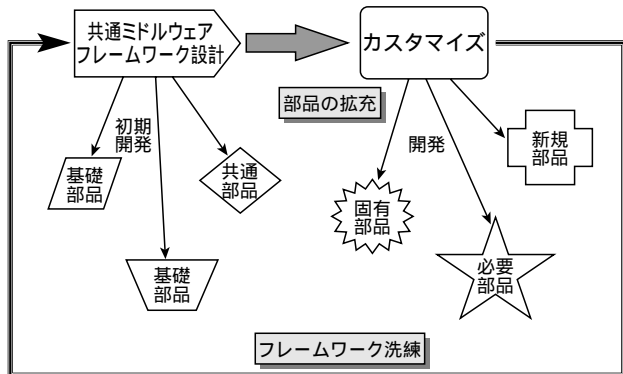 共通ミドルウェア
フレームワーク設計
カスタマイズ
部品の拡充
初期
開発
開発
基礎
部品
共通
部品
新規
部品
固有
部品
基礎
部品
必要
部品
フレームワーク洗練